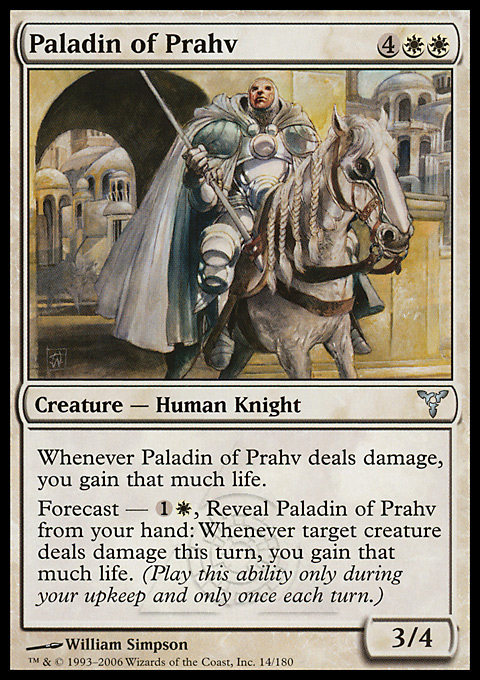 Paladin of Prahv 4
Creature — Human Knight
Whenever Paladin of Prahv deals damage,
you gain that much life.
Forecast — 1, Reveal Paladin of Prahv
from your hand: Whenever target creature
deals damage this turn, you gain that
much life. (Play this ability only during
your upkeep and only once each turn.)
William Simpson
3/4
™ & © 1993–2006 Wizards of the Coast, Inc. 14/180